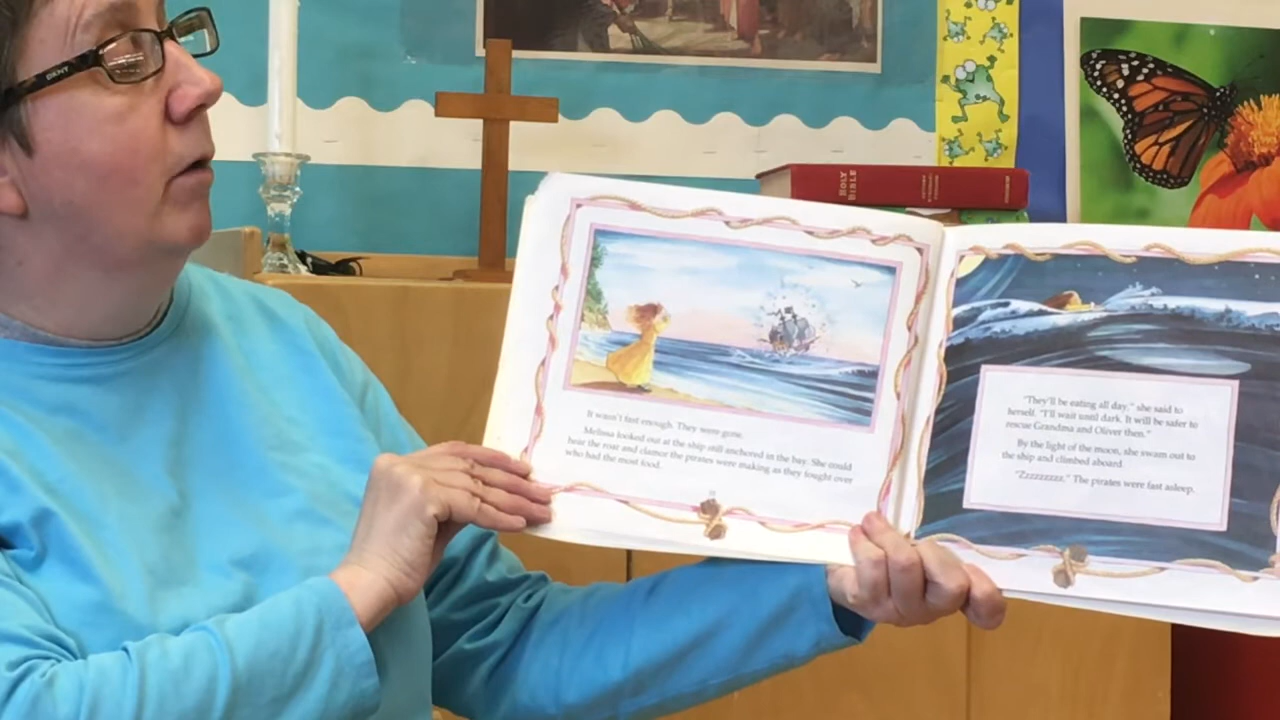 DKNY
HOLY
BIBLE
It wasn't fast enough. They were gone.
Melissa looked out at the ship still anchored in the bay. She could
hear the roar and clamor the pirates were making as they fought over
who had the most food.
"They'll be eating all day," she said to
herself. "I'll wait until dark. It will be safer to
rescue Grandma and Oliver then."
By the light of the moon, she swam out to
the ship and climbed aboard.
"Zzzzzzzzz." The pirates were fast asleep.